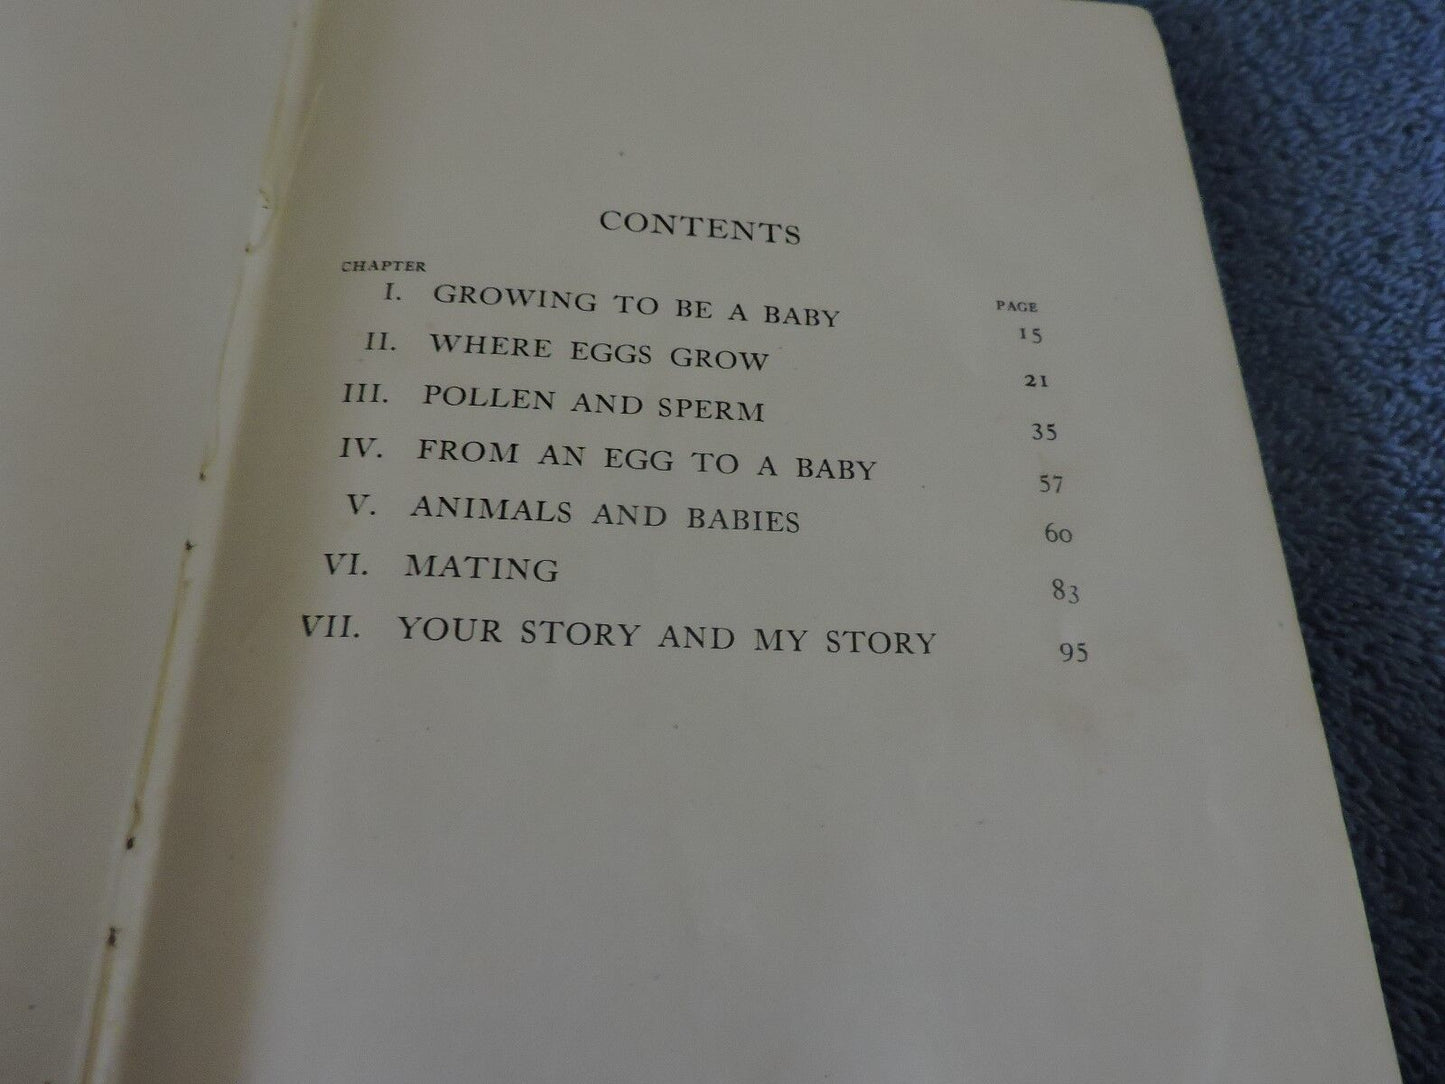 CONTENTS
CHAPTER PAGE
I. GROWING TO BE A BABY 15
II. WHERE EGGS GROW 21
III. POLLEN AND SPERM 35
IV. FROM AN EGG TO A BABY 57
V. ANIMALS AND BABIES 60
VI. MATING 83
VII. YOUR STORY AND MY STORY 95